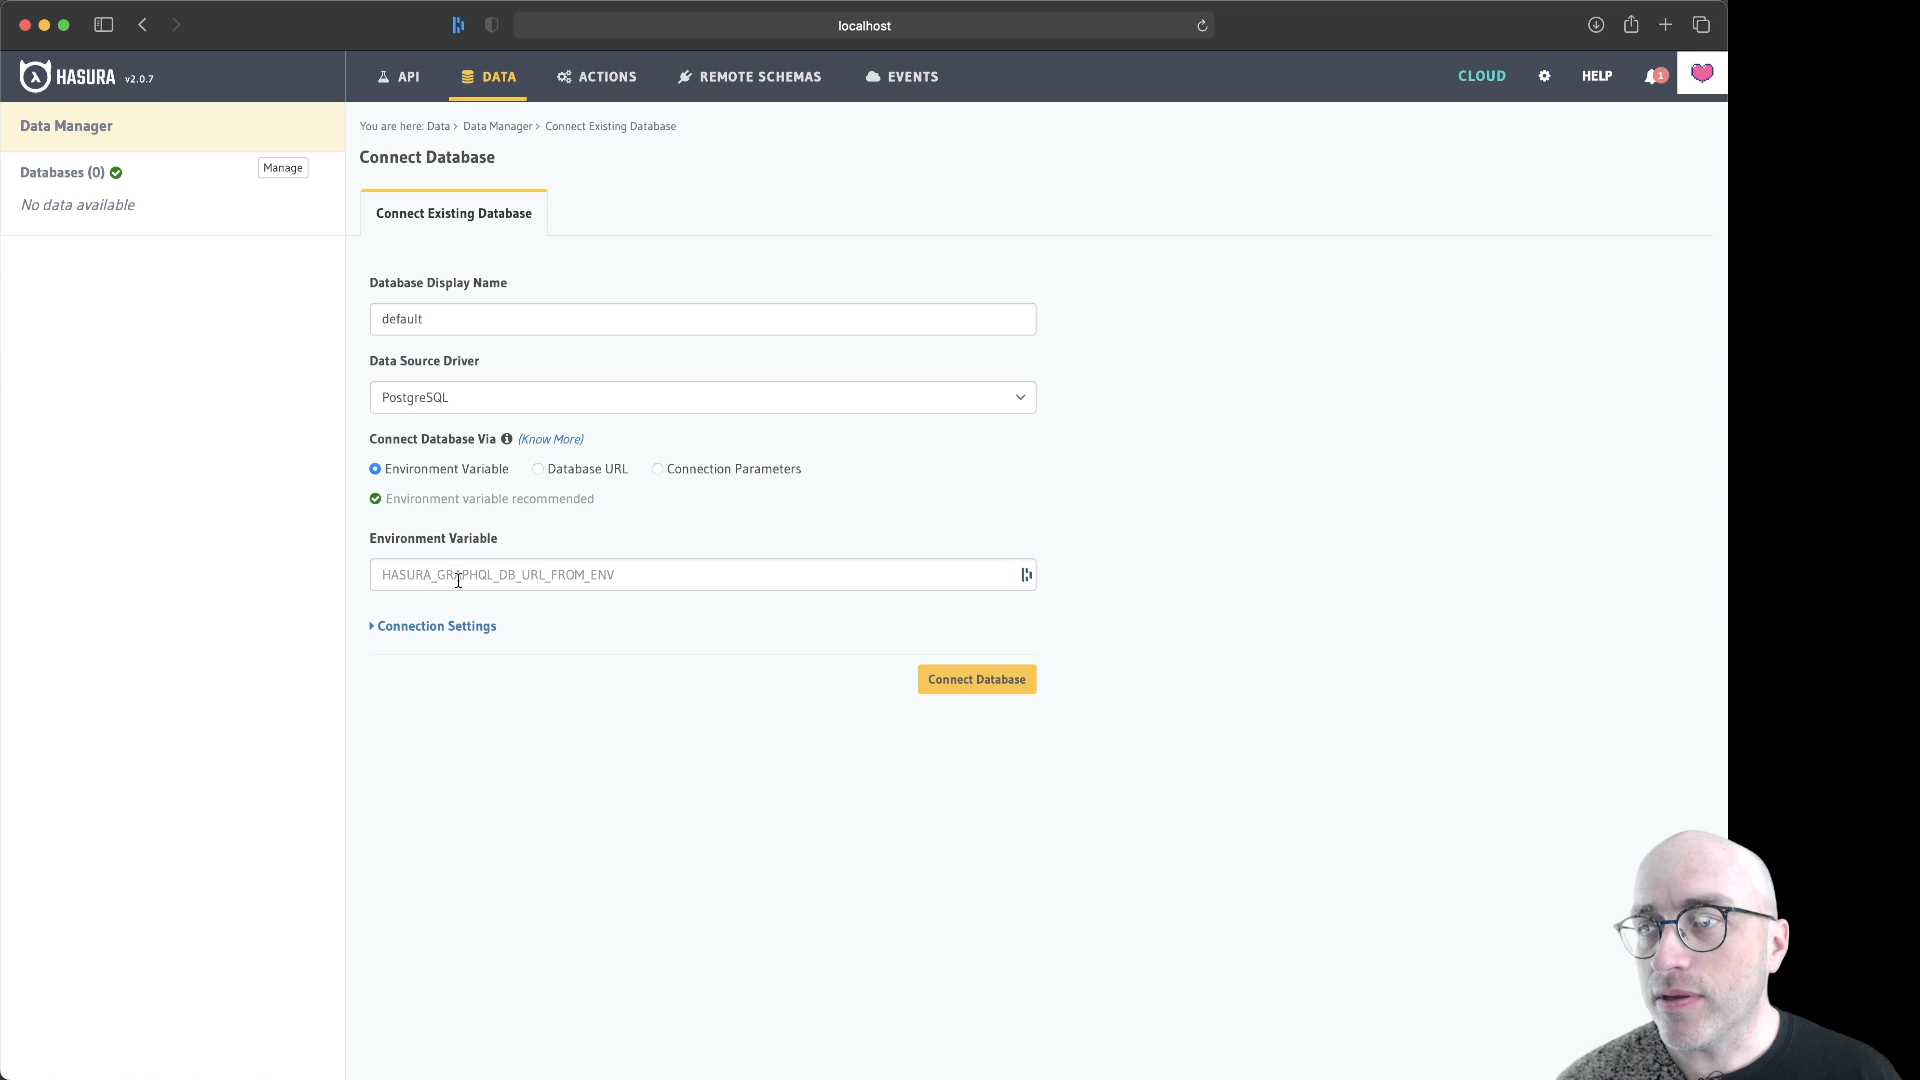 localhost
HASURA v2.0.7
API
DATA
ACTIONS
REMOTE SCHEMAS
EVENTS
CLOUD
HELP
1
Data Manager
Databases (0)
Manage
No data available
You are here: Data > Data Manager > Connect Existing Database
Connect Database
Connect Existing Database
Database Display Name
default
Data Source Driver
PostgreSQL
Connect Database Via (Know More)
Environment Variable Database URL Connection Parameters
Environment variable recommended
Environment Variable
HASURA_GRAPHQL_DB_URL_FROM_ENV
Connection Settings
Connect Database